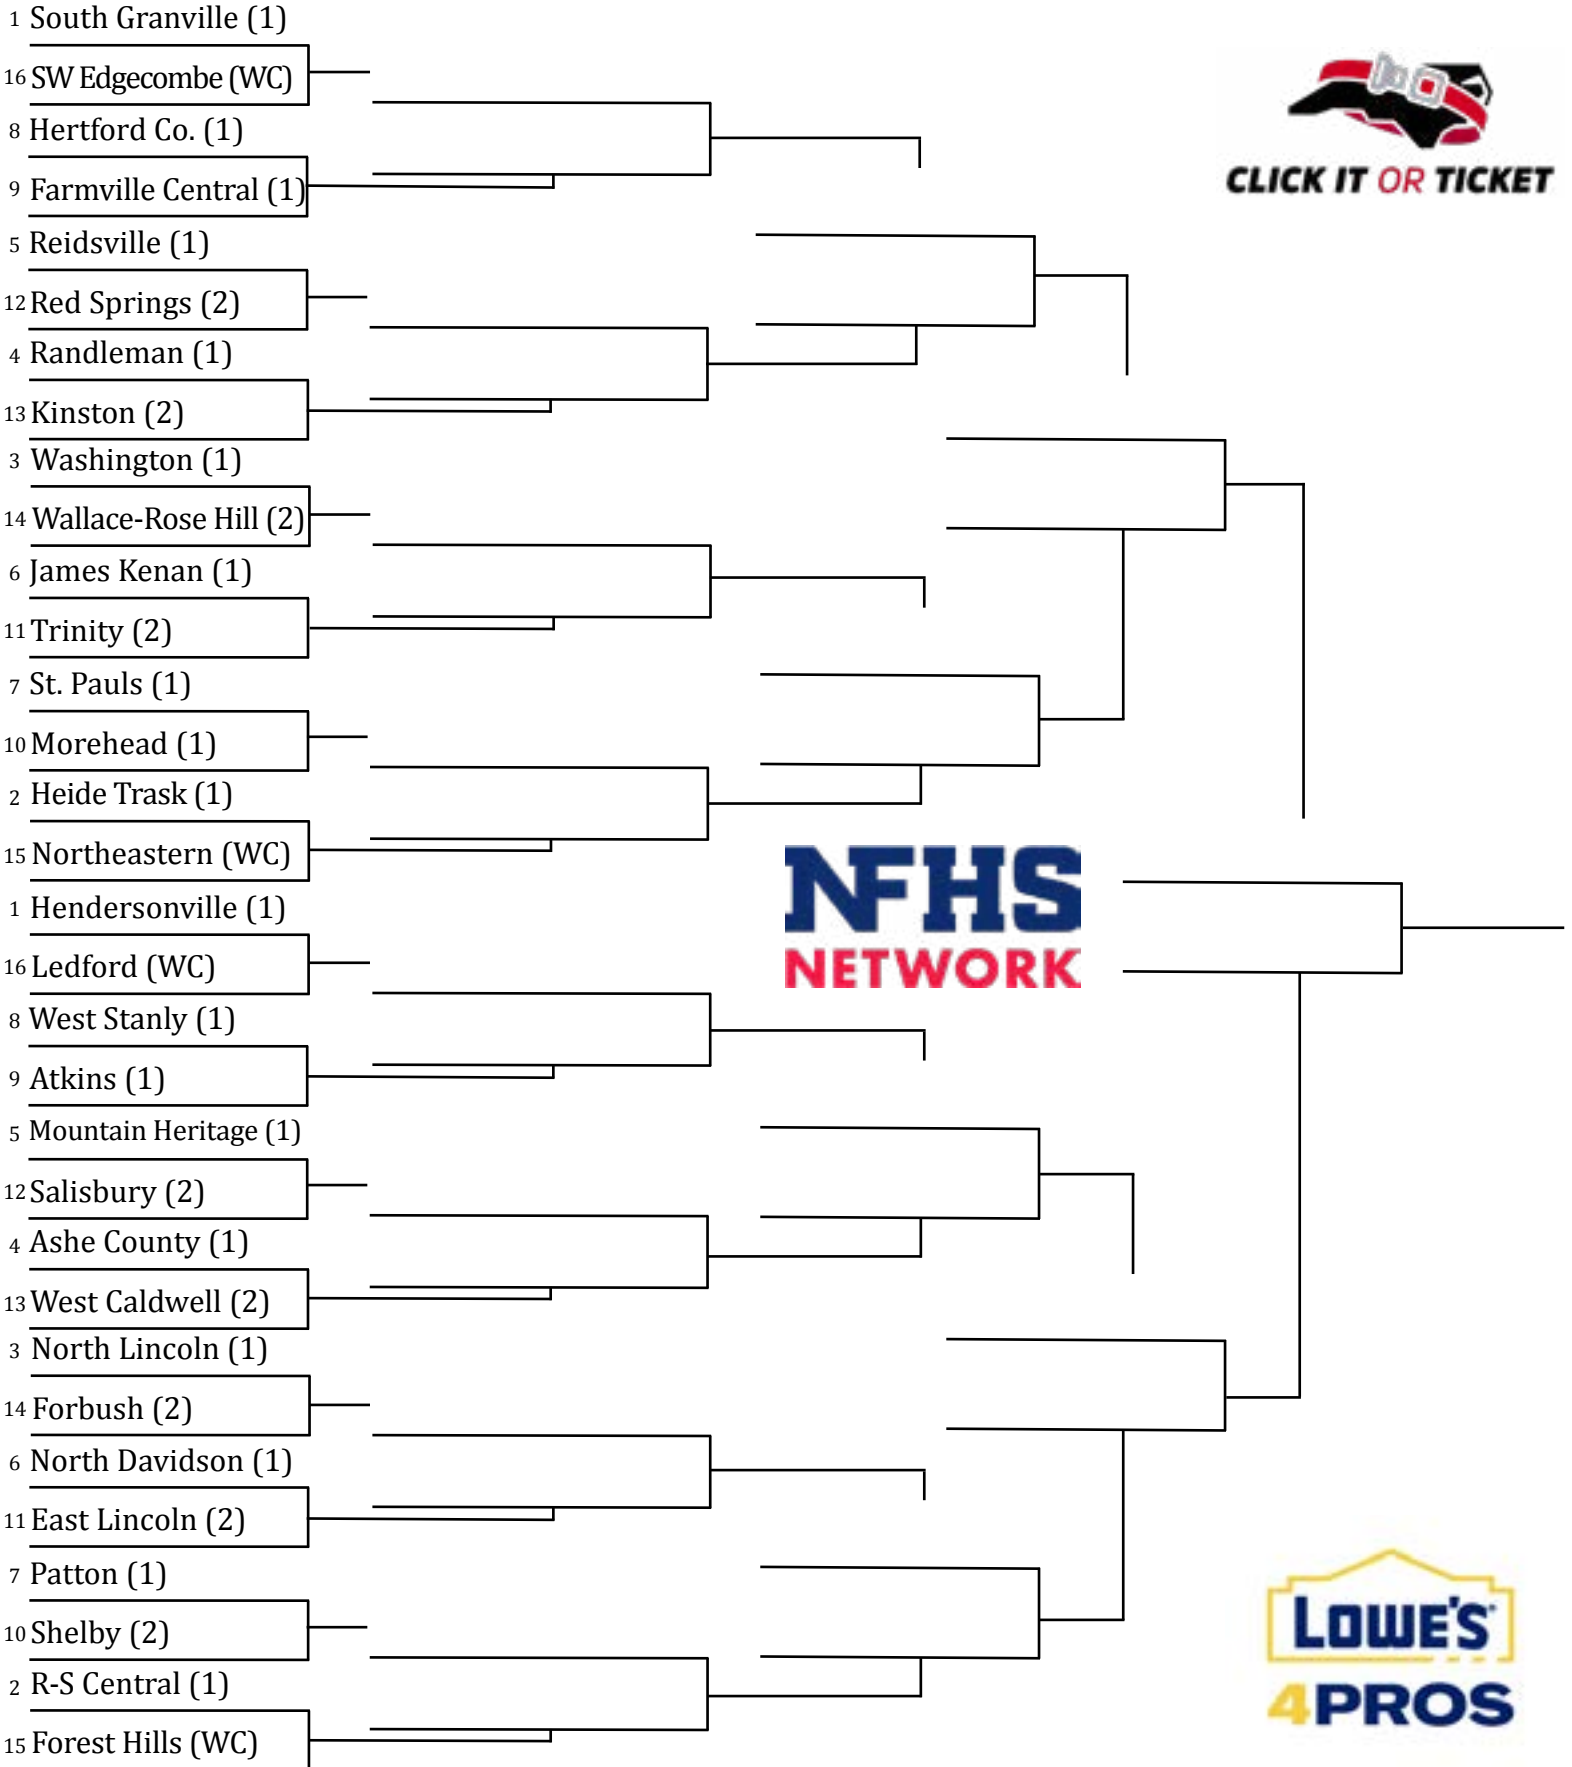 1 South Granville (1)
16 SW Edgecombe (WC)
8 Hertford Co. (1)
9 Farmville Central (1)
5 Reidsville (1)
12 Red Springs (2)
4 Randleman (1)
13 Kinston (2)
3 Washington (1)
14 Wallace-Rose Hill (2)
6 James Kenan (1)
11 Trinity (2)
7 St. Pauls (1)
10 Morehead (1)
2 Heide Trask (1)
15 Northeastern (WC)
1 Hendersonville (1)
16 Ledford (WC)
8 West Stanly (1)
9 Atkins (1)
5 Mountain Heritage (1)
12 Salisbury (2)
4 Ashe County (1)
13 West Caldwell (2)
3 North Lincoln (1)
14 Forbush (2)
6 North Davidson (1)
11 East Lincoln (2)
7 Patton (1)
10 Shelby (2)
2 R-S Central (1)
15 Forest Hills (WC)
CLICK IT OR TICKET
NFHS
NETWORK
LOWE'S
4PROS